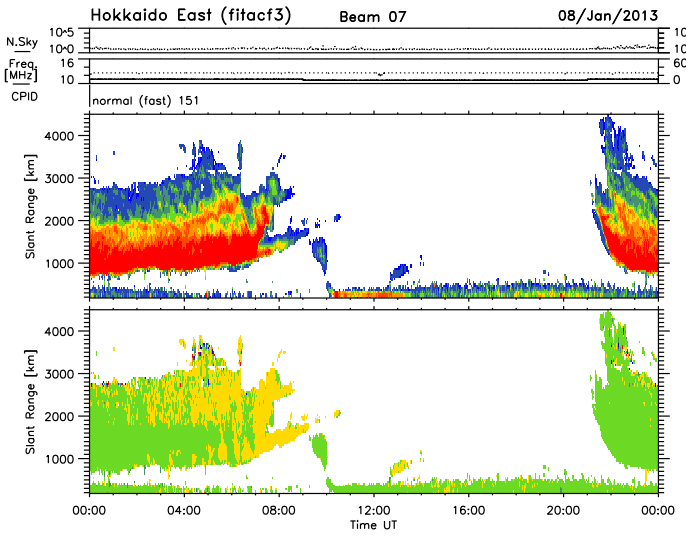 Hokkaido East (fitacf3) Beam 07 08/Jan/2013
N.Sky 10^5 10^0 10 10
Freq. [MHz] 16 10 60 0
CPID normal (fast) 151
Slant Range [km] 4000 3000 2000 1000
Slant Range [km] 4000 3000 2000 1000
00:00 04:00 08:00 12:00 16:00 20:00 00:00
Time UT